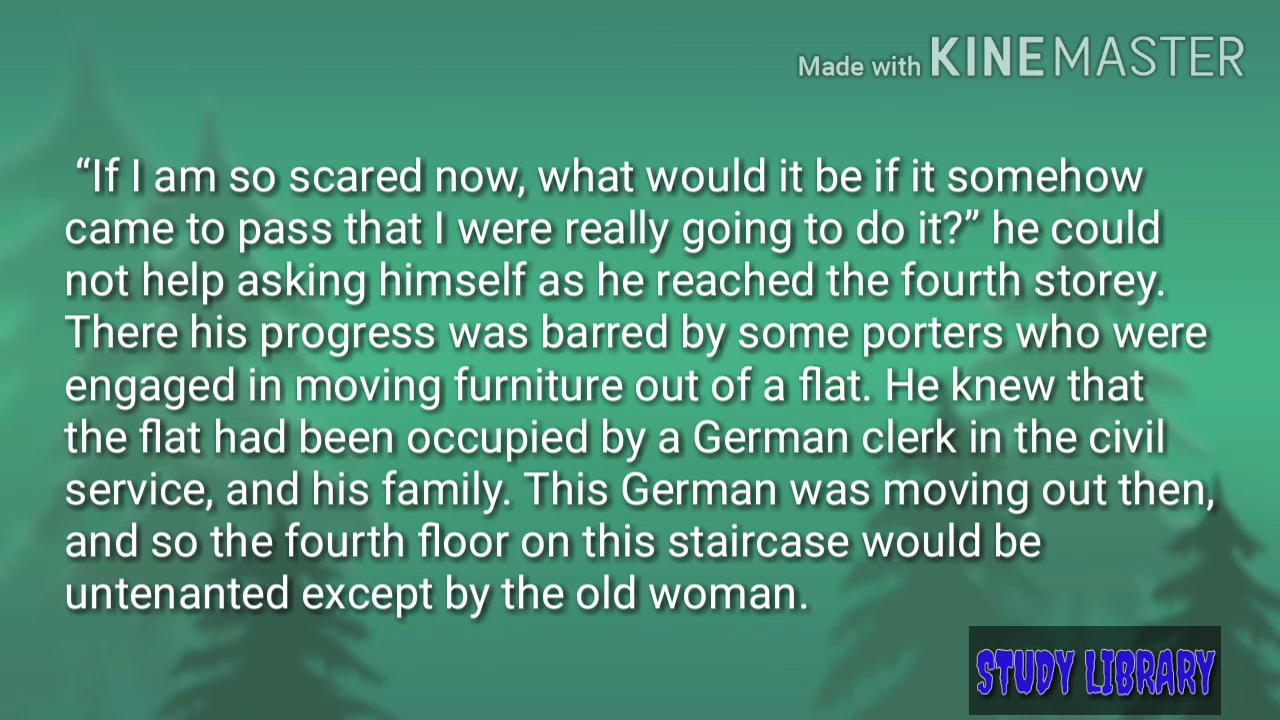 Made with KINEMASTER
“If I am so scared now, what would it be if it somehow
came to pass that I were really going to do it?” he could
not help asking himself as he reached the fourth storey.
There his progress was barred by some porters who were
engaged in moving furniture out of a flat. He knew that
the flat had been occupied by a German clerk in the civil
service, and his family. This German was moving out then,
and so the fourth floor on this staircase would be
untenanted except by the old woman.
STUDY LIBRARY